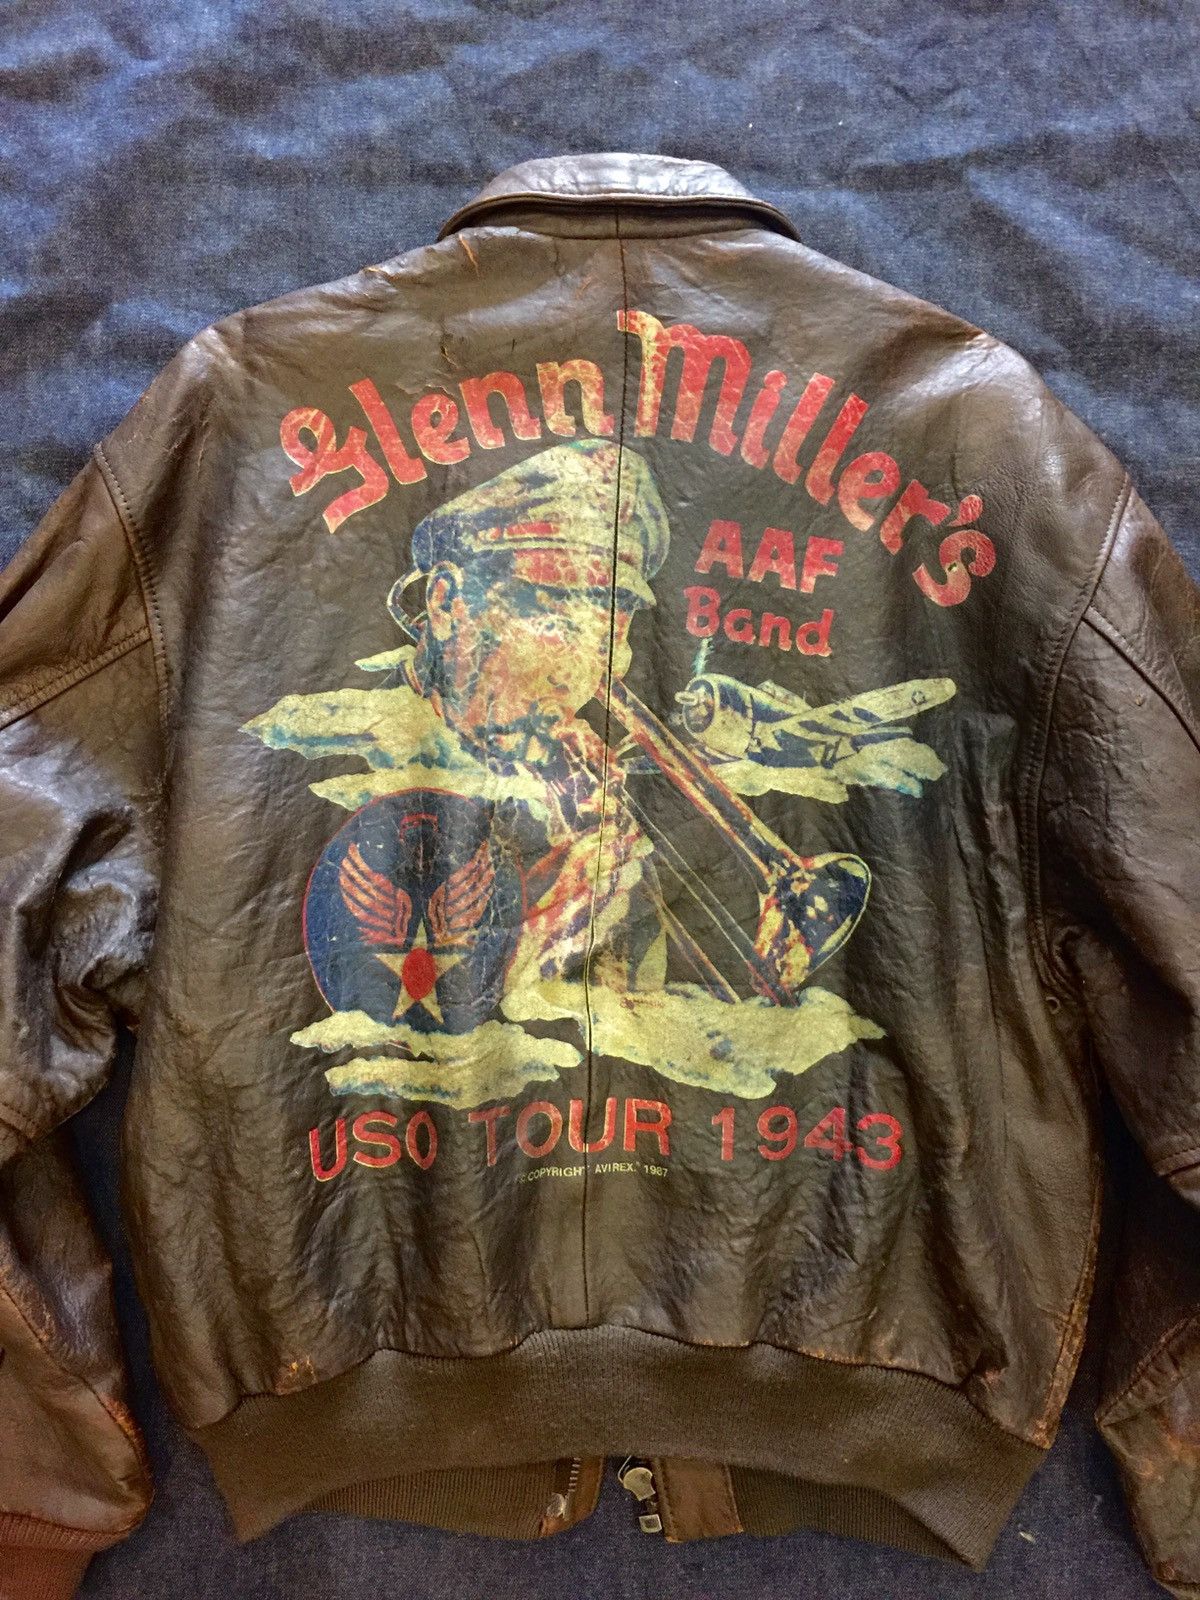 Glenn Miller's
AAF
Band
USO TOUR 1943
© COPYRIGHT AVIREX.® 1987